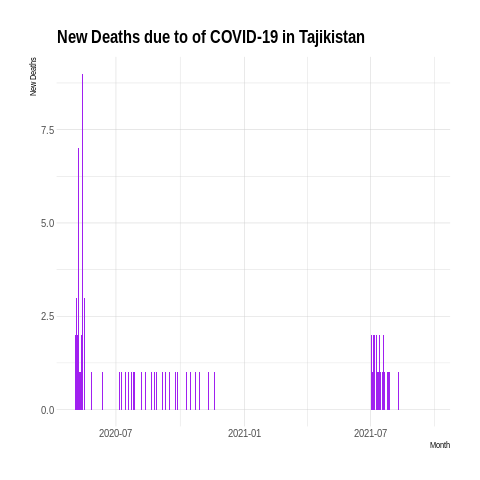 New Deaths due to of COVID-19 in Tajikistan
New Deaths
7.5
5.0
2.5
0.0
2020-07
2021-01
2021-07
Month